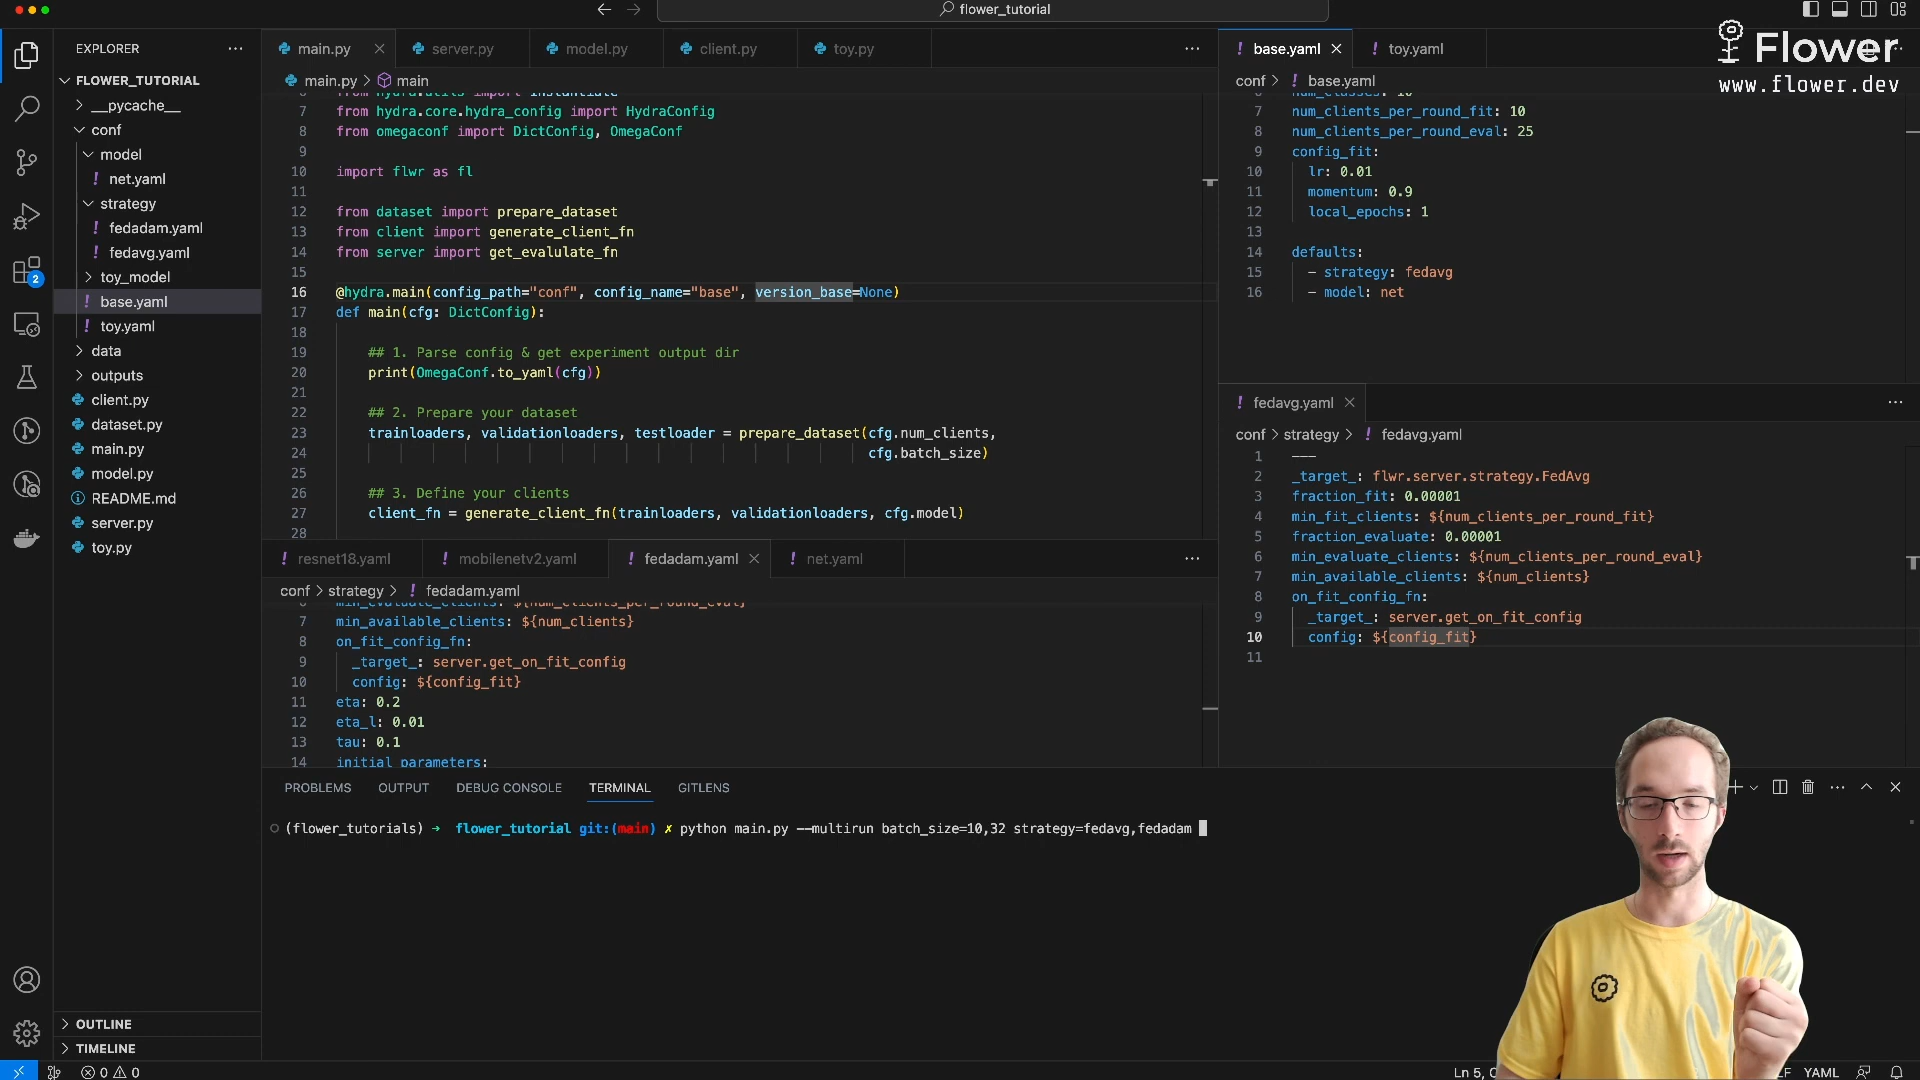 flower_tutorial
EXPLORER
FLOWER_TUTORIAL
__pycache__
conf
model
net.yaml
strategy
fedadam.yaml
fedavg.yaml
toy_model
base.yaml
toy.yaml
data
outputs
client.py
dataset.py
main.py
model.py
README.md
server.py
toy.py
2
OUTLINE
TIMELINE
main.py
server.py
model.py
client.py
toy.py
main.py > main
7 from hydra.core.hydra_config import HydraConfig
8 from omegaconf import DictConfig, OmegaConf
9
10 import flwr as fl
11
12 from dataset import prepare_dataset
13 from client import generate_client_fn
14 from server import get_evalulate_fn
15
16 @hydra.main(config_path="conf", config_name="base", version_base=None)
17 def main(cfg: DictConfig):
18
19 ## 1. Parse config & get experiment output dir
20 print(OmegaConf.to_yaml(cfg))
21
22 ## 2. Prepare your dataset
23 trainloaders, validationloaders, testloader = prepare_dataset(cfg.num_clients,
24 cfg.batch_size)
25
26 ## 3. Define your clients
27 client_fn = generate_client_fn(trainloaders, validationloaders, cfg.model)
28
resnet18.yaml
mobilenetv2.yaml
fedadam.yaml
net.yaml
conf > strategy > ! fedadam.yaml
7 min_available_clients: ${num_clients}
8 on_fit_config_fn:
9 _target_: server.get_on_fit_config
10 config: ${config_fit}
11 eta: 0.2
12 eta_l: 0.01
13 tau: 0.1
14 initial_parameters:
base.yaml
toy.yaml
conf > ! base.yaml
7 num_clients_per_round_fit: 10
8 num_clients_per_round_eval: 25
9 config_fit:
10 lr: 0.01
11 momentum: 0.9
12 local_epochs: 1
13
14 defaults:
15 - strategy: fedavg
16 - model: net
Flower
www.flower.dev
fedavg.yaml
conf > strategy > ! fedavg.yaml
1 ---
2 _target_: flwr.server.strategy.FedAvg
3 fraction_fit: 0.00001
4 min_fit_clients: ${num_clients_per_round_fit}
5 fraction_evaluate: 0.00001
6 min_evaluate_clients: ${num_clients_per_round_eval}
7 min_available_clients: ${num_clients}
8 on_fit_config_fn:
9 _target_: server.get_on_fit_config
10 config: ${config_fit}
11
PROBLEMS OUTPUT DEBUG CONSOLE TERMINAL GITLENS
(flower_tutorials) ➜ flower_tutorial git:(main) ✗ python main.py --multirun batch_size=10,32 strategy=fedavg,fedadam
0 0
Ln 5,
YAML